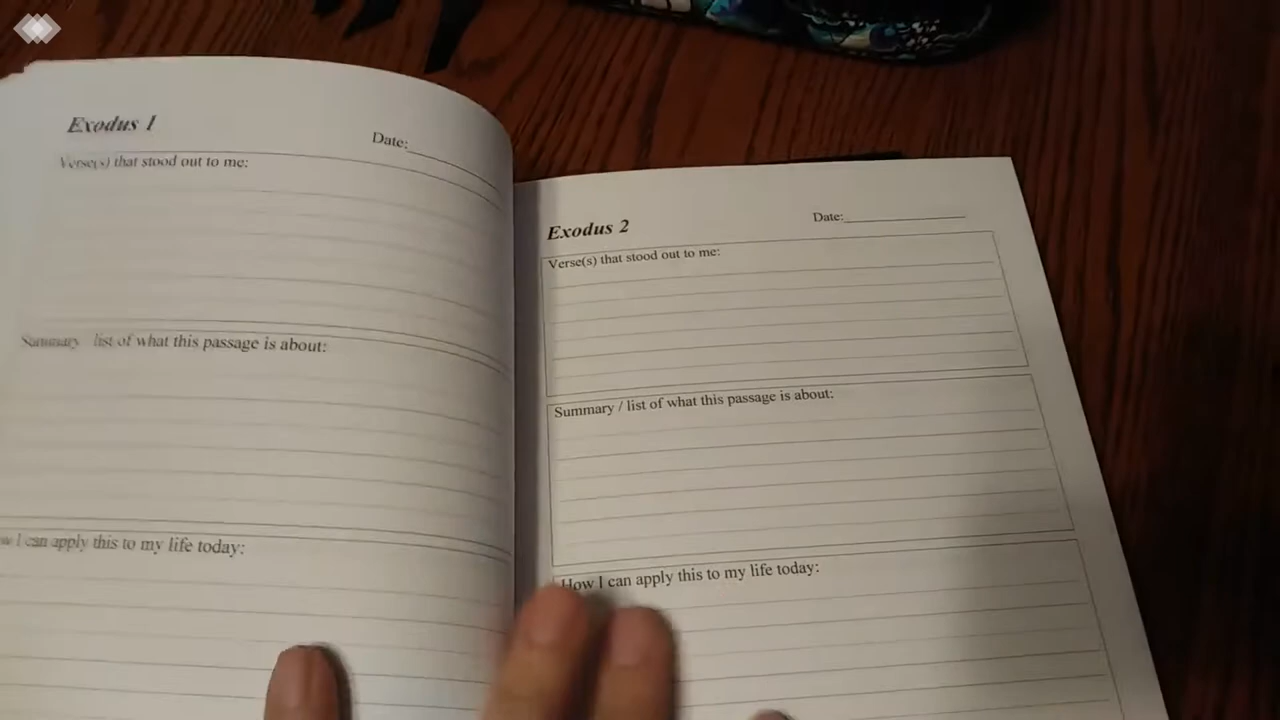 Exodus 1
Date:
Verse(s) that stood out to me:
Summary list of what this passage is about:
I can apply this to my life today:
Exodus 2
Date:
Verse(s) that stood out to me:
Summary / list of what this passage is about:
How I can apply this to my life today: